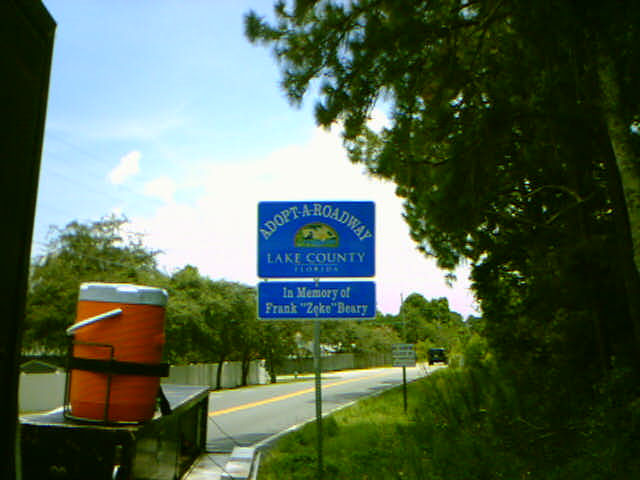 ADOPT-A-ROADWAY
LAKE COUNTY
FLORIDA
In Memory of
Frank "Zeke" Beary